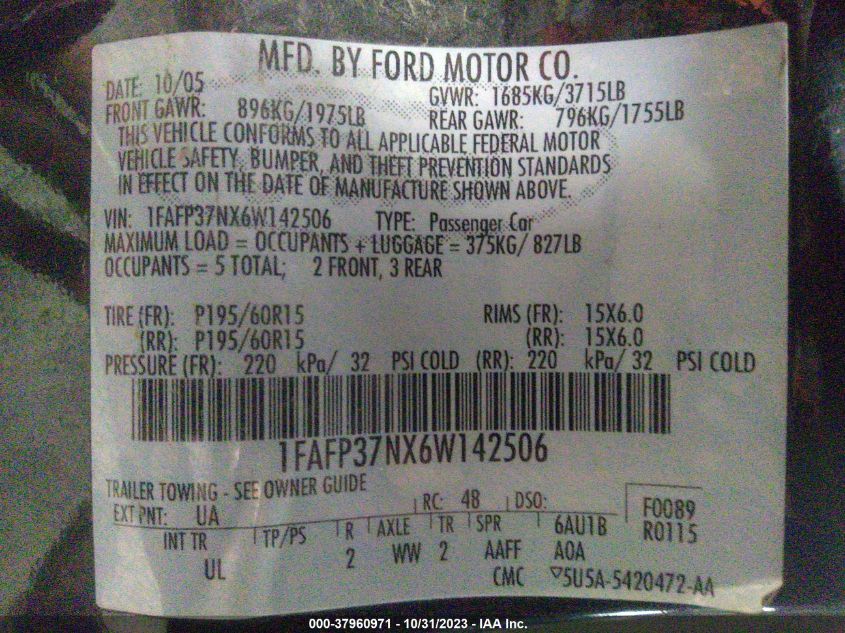 MFD. BY FORD MOTOR CO.
DATE: 10/05 GVWR: 1685KG/3715LB
FRONT GAWR: 896KG/1975LB REAR GAWR: 796KG/1755LB
THIS VEHICLE CONFORMS TO ALL APPLICABLE FEDERAL MOTOR
VEHICLE SAFETY, BUMPER, AND THEFT PREVENTION STANDARDS
IN EFFECT ON THE DATE OF MANUFACTURE SHOWN ABOVE.
VIN: 1FAFP37NX6W142506 TYPE: Passenger Car
MAXIMUM LOAD = OCCUPANTS + LUGGAGE = 375KG/ 827LB
OCCUPANTS = 5 TOTAL; 2 FRONT, 3 REAR
TIRE (FR): P195/60R15 RIMS (FR): 15X6.0
(RR): P195/60R15 (RR): 15X6.0
PRESSURE (FR): 220 kPa/ 32 PSI COLD (RR): 220 kPa/ 32 PSI COLD
1FAFP37NX6W142506
TRAILER TOWING - SEE OWNER GUIDE
EXT PNT: UA RC: 48 DSO: F0089
INT TR TP/PS R AXLE TR SPR 6AU1B R0115
UL 2 WW 2 AAFF A0A
CMC ▽5U5A-5420472-AA
000-37960971 - 10/31/2023 - IAA Inc.